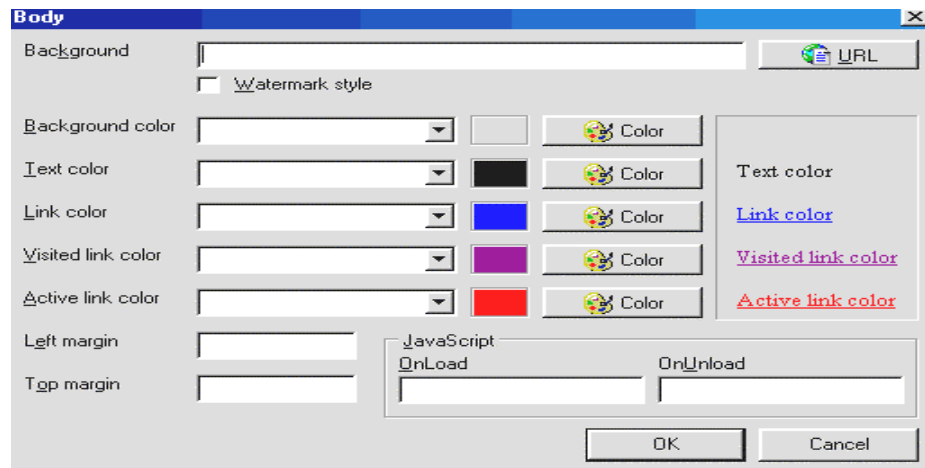 Body
Background URL
Watermark style
Background color Color
Text color Color Text color
Link color Color Link color
Visited link color Color Visited link color
Active link color Color Active link color
Left margin JavaScript
OnLoad OnUnload
Top margin
OK Cancel